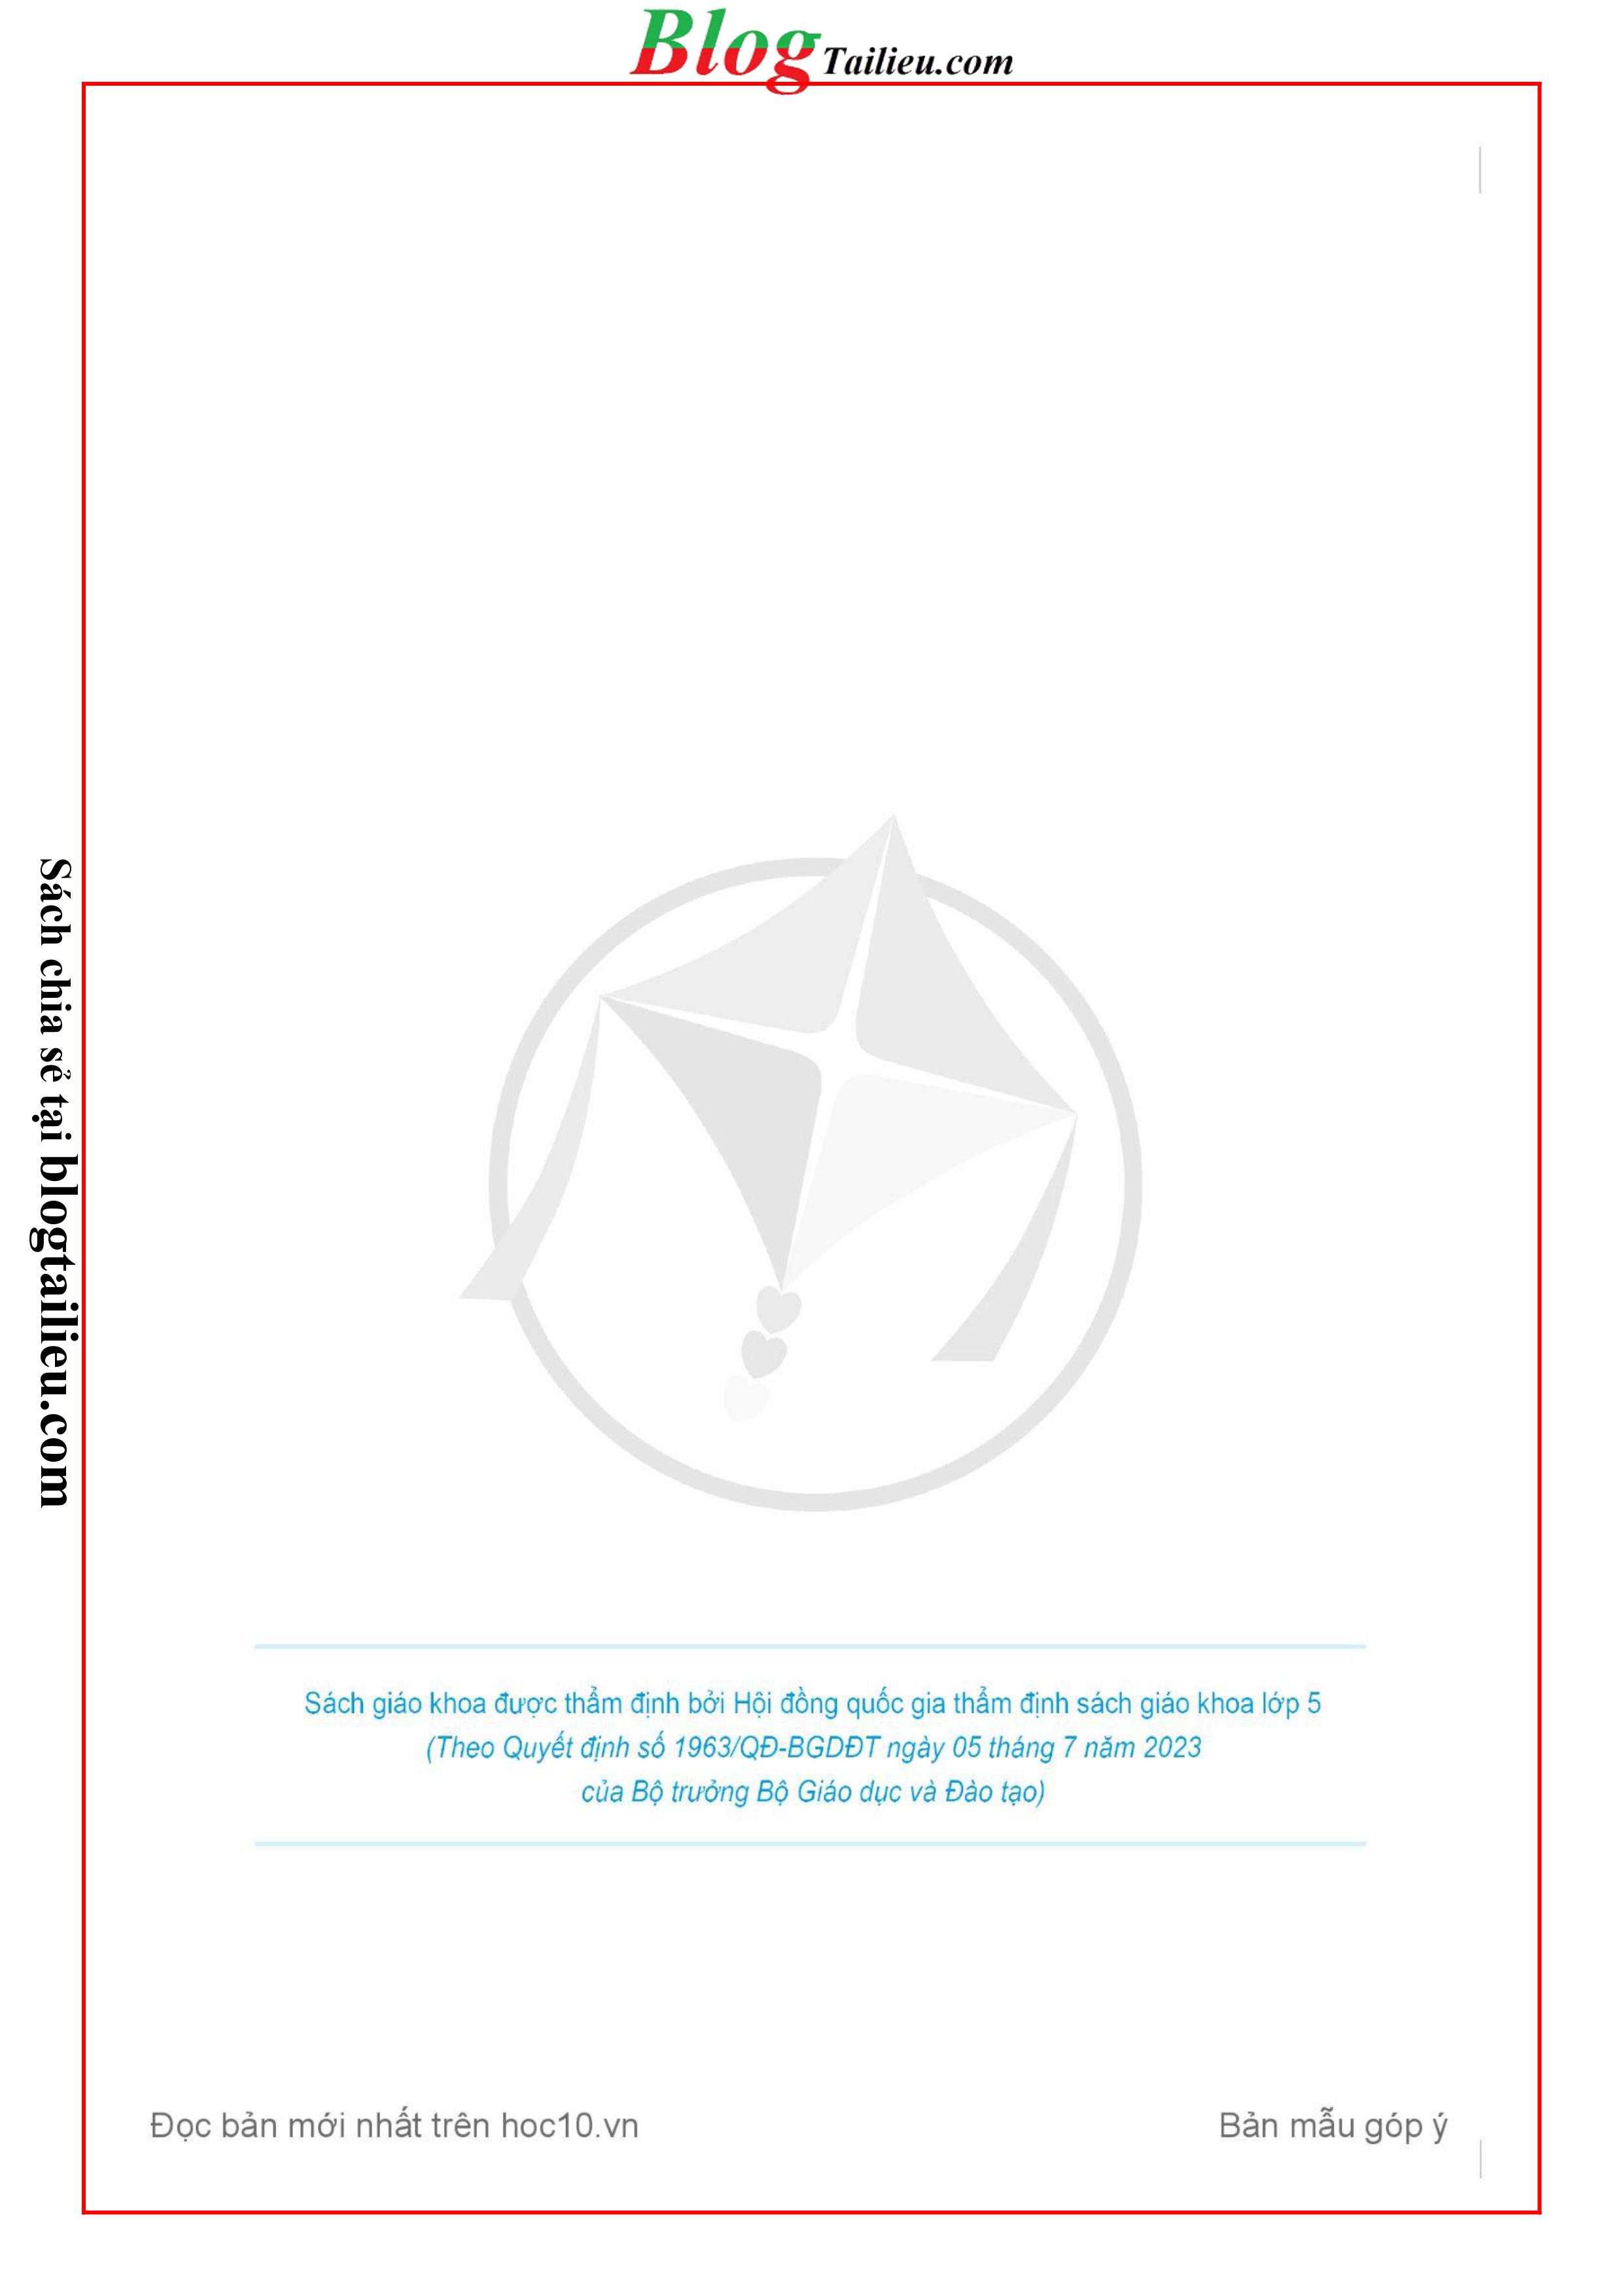 Blog Tailieu.com
Sách chia sẻ tại blogtailieu.com
Sách giáo khoa được thẩm định bởi Hội đồng quốc gia thẩm định sách giáo khoa lớp 5
(Theo Quyết định số 1963/QĐ-BGDĐT ngày 05 tháng 7 năm 2023
của Bộ trưởng Bộ Giáo dục và Đào tạo)
Đọc bản mới nhất trên hoc10.vn
Bản mẫu góp ý